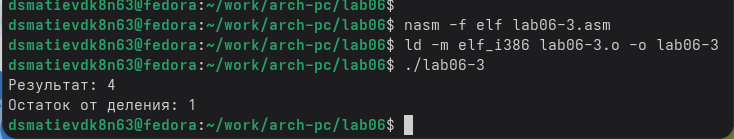 dsmatievdk8n63@fedora:~/work/arch-pc/lab06$
dsmatievdk8n63@fedora:~/work/arch-pc/lab06$ nasm -f elf lab06-3.asm
dsmatievdk8n63@fedora:~/work/arch-pc/lab06$ ld -m elf_i386 lab06-3.o -o lab06-3
dsmatievdk8n63@fedora:~/work/arch-pc/lab06$ ./lab06-3
Результат: 4
Остаток от деления: 1
dsmatievdk8n63@fedora:~/work/arch-pc/lab06$